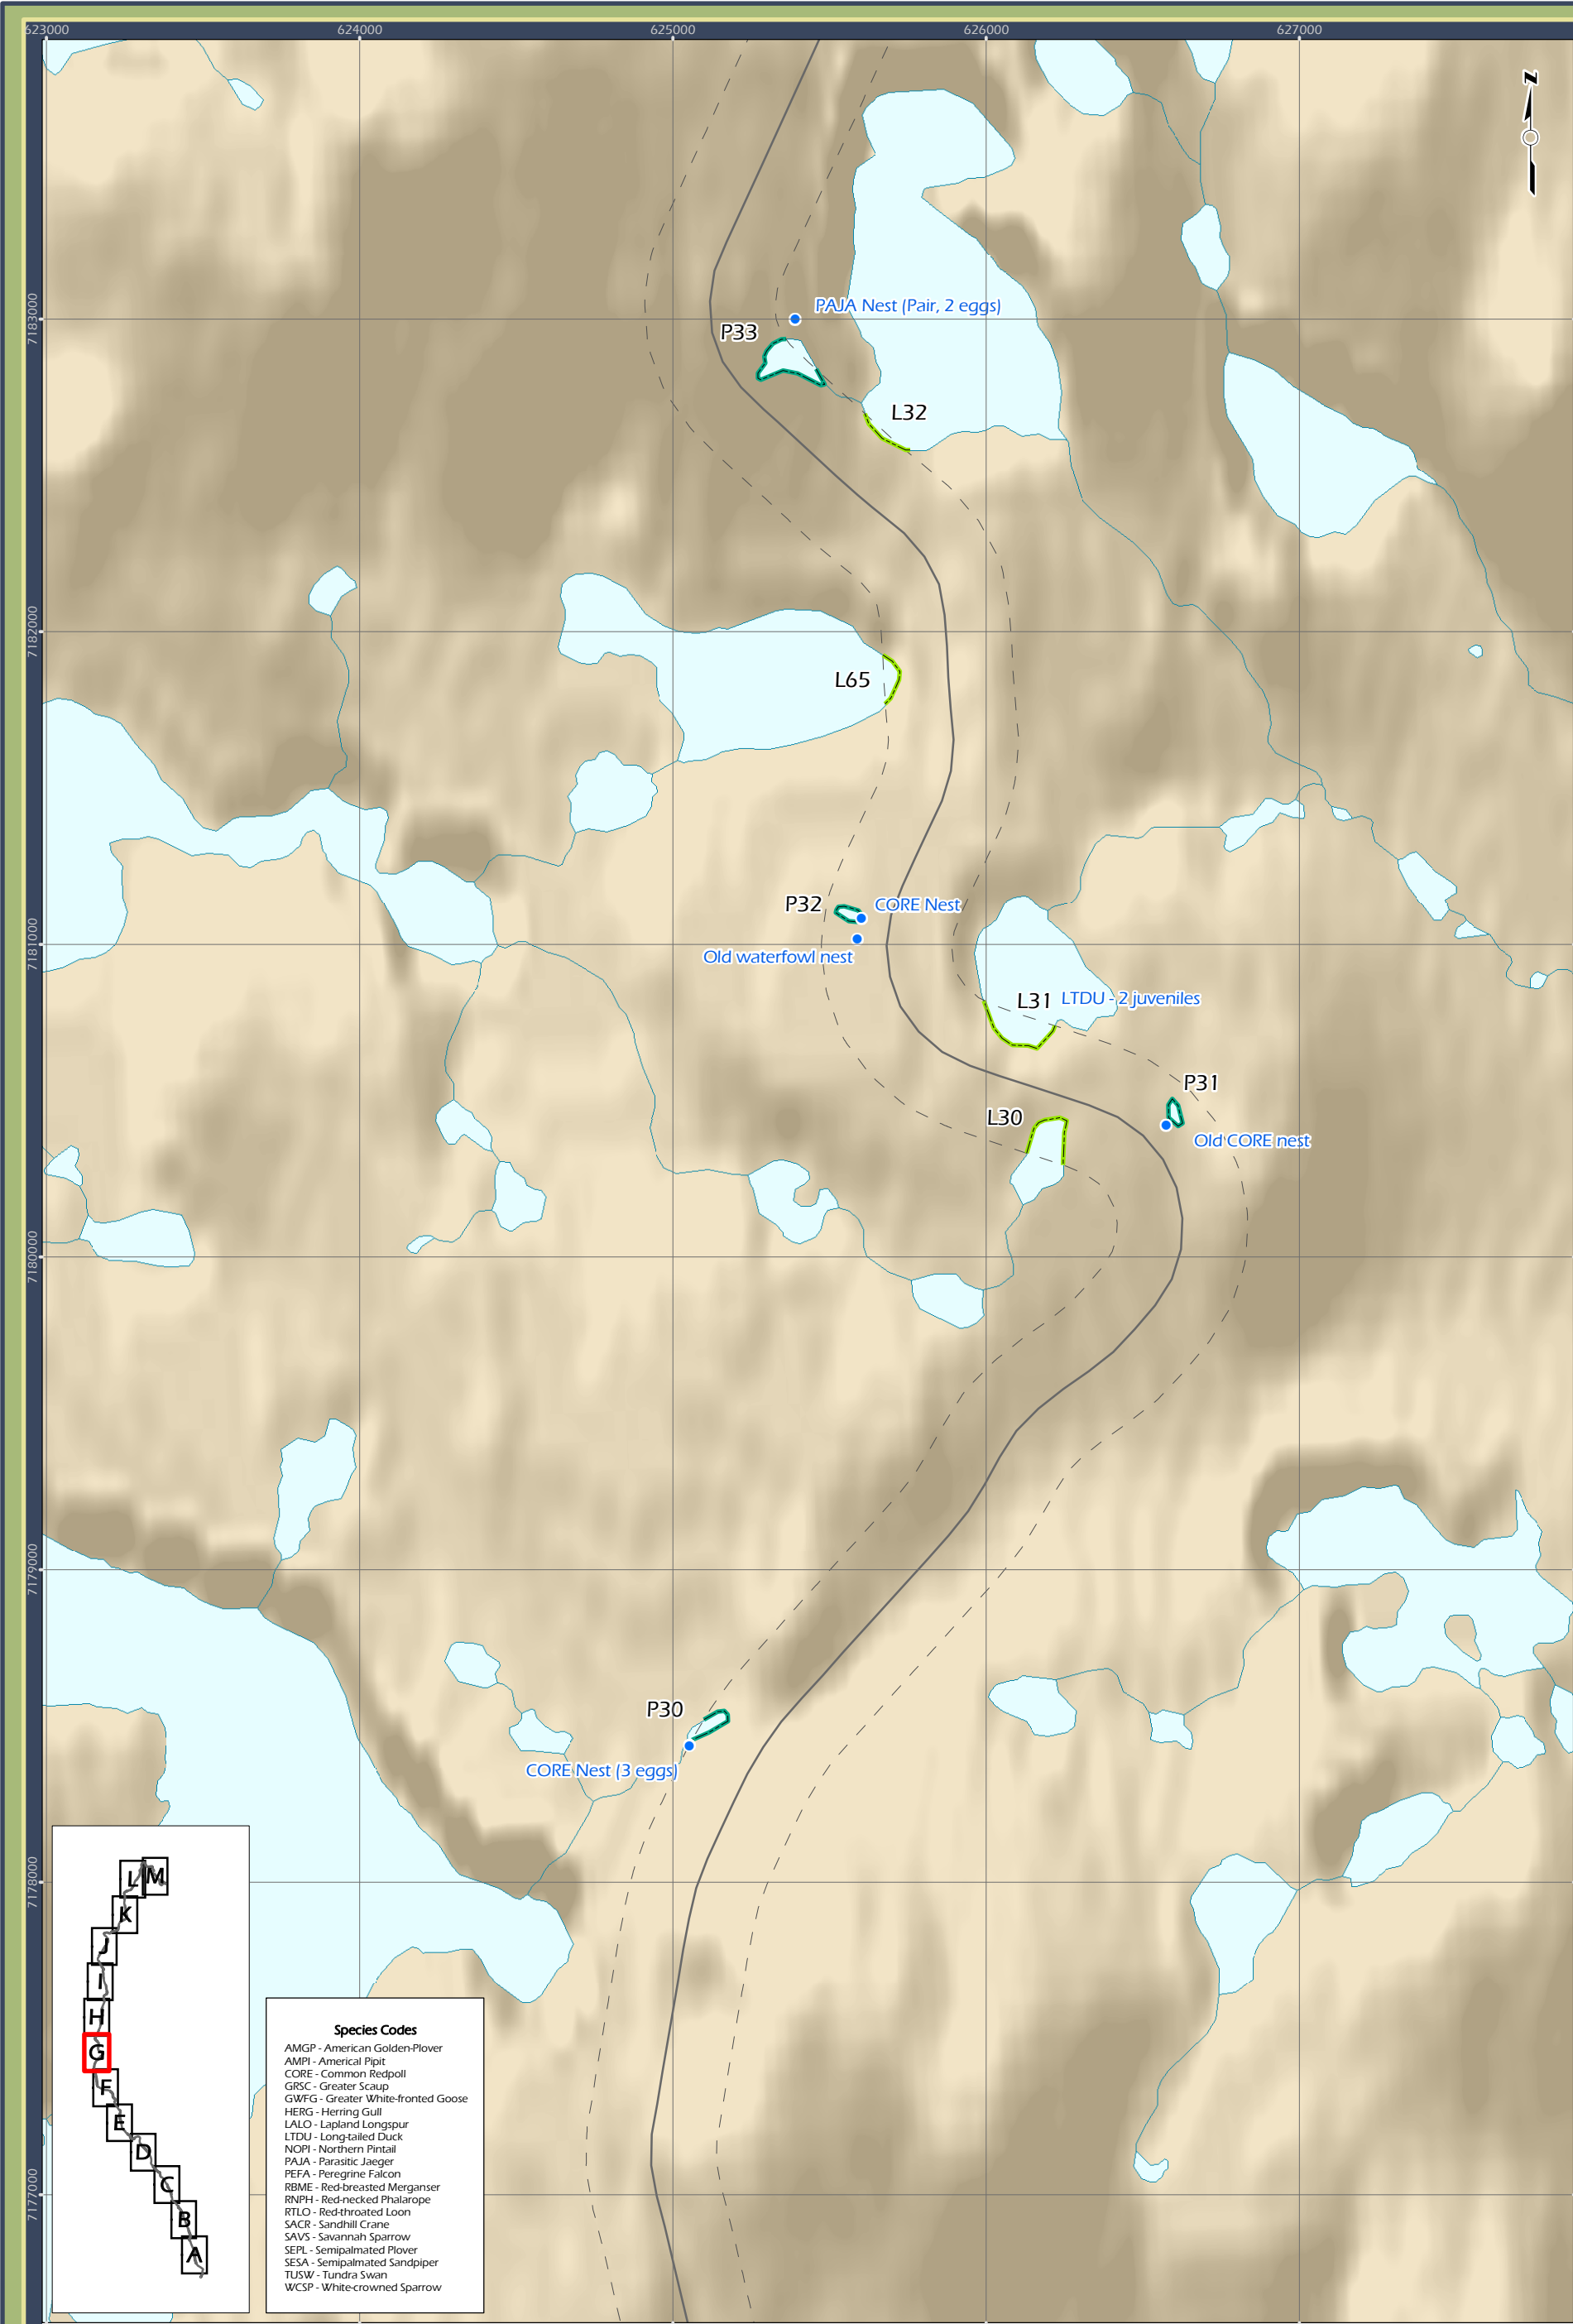 623000 624000 625000 626000 627000
N
7183000
PAJA Nest (Pair, 2 eggs)
P33
L32
7182000
L65
P32
CORE Nest
7181000
Old waterfowl nest
L31
LTDU - 2 juveniles
P31
L30
Old CORE nest
7180000
7179000
P30
CORE Nest (3 eggs)
7178000
7177000
L
M
K
J
I
H
G
F
E
D
C
B
A
Species Codes
AMGP - American Golden-Plover
AMPI - Americal Pipit
CORE - Common Redpoll
GRSC - Greater Scaup
GWFG - Greater White-fronted Goose
HERG - Herring Gull
LALO - Lapland Longspur
LTDU - Long-tailed Duck
NOPI - Northern Pintail
PAJA - Parasitic Jaeger
PEFA - Peregrine Falcon
RBME - Red-breasted Merganser
RNPH - Red-necked Phalarope
RTLO - Red-throated Loon
SACR - Sandhill Crane
SAVS - Savannah Sparrow
SEPL - Semipalmated Plover
SESA - Semipalmated Sandpiper
TUSW - Tundra Swan
WCSP - White-crowned Sparrow